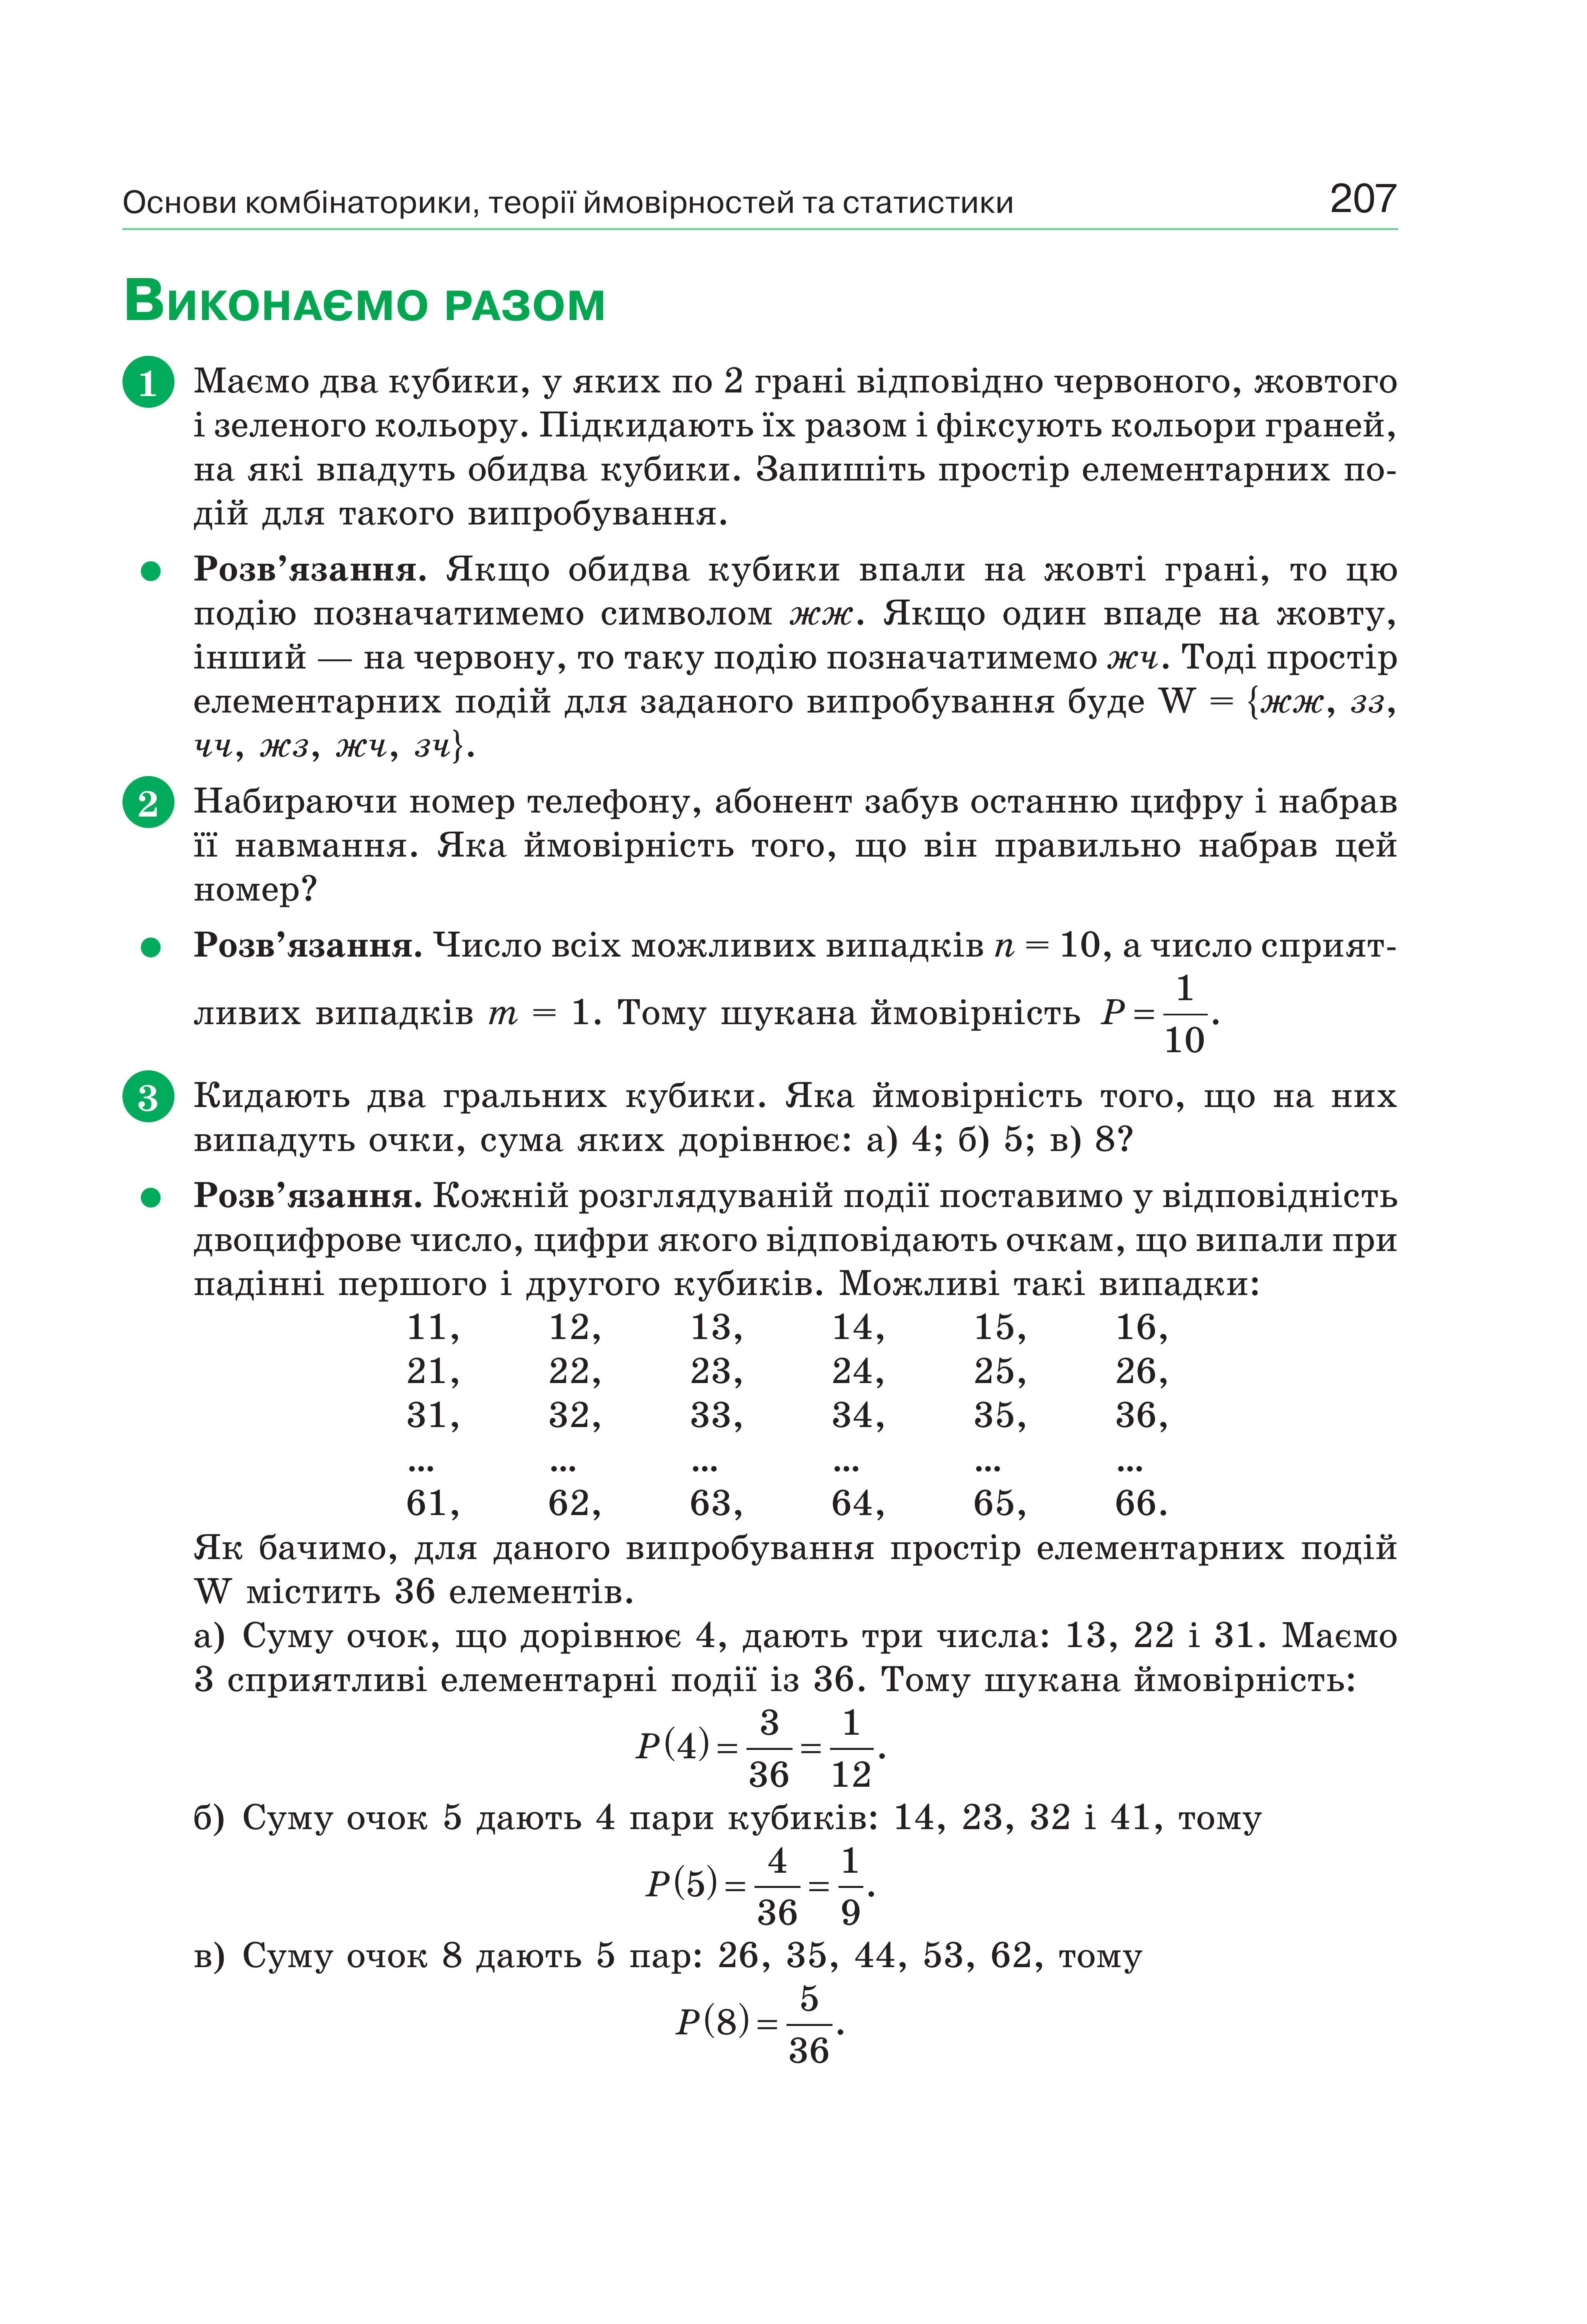 Основи комбінаторики, теорії ймовірностей та статистики 207
Виконаємо разом
1 Маємо два кубики, у яких по 2 грані відповідно червоного, жовтого
і зеленого кольору. Підкидають їх разом і фіксують кольори граней,
на які впадуть обидва кубики. Запишіть простір елементарних по-
дій для такого випробування.
• Розв’язання. Якщо обидва кубики впали на жовті грані, то цю
подію позначатимемо символом жж. Якщо один впаде на жовту,
інший — на червону, то таку подію позначатимемо жч. Тоді простір
елементарних подій для заданого випробування буде W = {жж, зз,
чч, жз, жч, зч}.
2 Набираючи номер телефону, абонент забув останню цифру і набрав
її навмання. Яка ймовірність того, що він правильно набрав цей
номер?
• Розв’язання. Число всіх можливих випадків n = 10, а число сприят-
ливих випадків m = 1. Тому шукана ймовірність P = 1/10.
3 Кидають два гральних кубики. Яка ймовірність того, що на них
випадуть очки, сума яких дорівнює: а) 4; б) 5; в) 8?
• Розв’язання. Кожній розглядуваній події поставимо у відповідність
двоцифрове число, цифри якого відповідають очкам, що випали при
падінні першого і другого кубиків. Можливі такі випадки:
11, 12, 13, 14, 15, 16,
21, 22, 23, 24, 25, 26,
31, 32, 33, 34, 35, 36,
... ... ... ... ... ...
61, 62, 63, 64, 65, 66.
Як бачимо, для даного випробування простір елементарних подій
W містить 36 елементів.
а) Суму очок, що дорівнює 4, дають три числа: 13, 22 і 31. Маємо
3 сприятливі елементарні події із 36. Тому шукана ймовірність:
P(4) = 3/36 = 1/12.
б) Суму очок 5 дають 4 пари кубиків: 14, 23, 32 і 41, тому
P(5) = 4/36 = 1/9.
в) Суму очок 8 дають 5 пар: 26, 35, 44, 53, 62, тому
P(8) = 5/36.